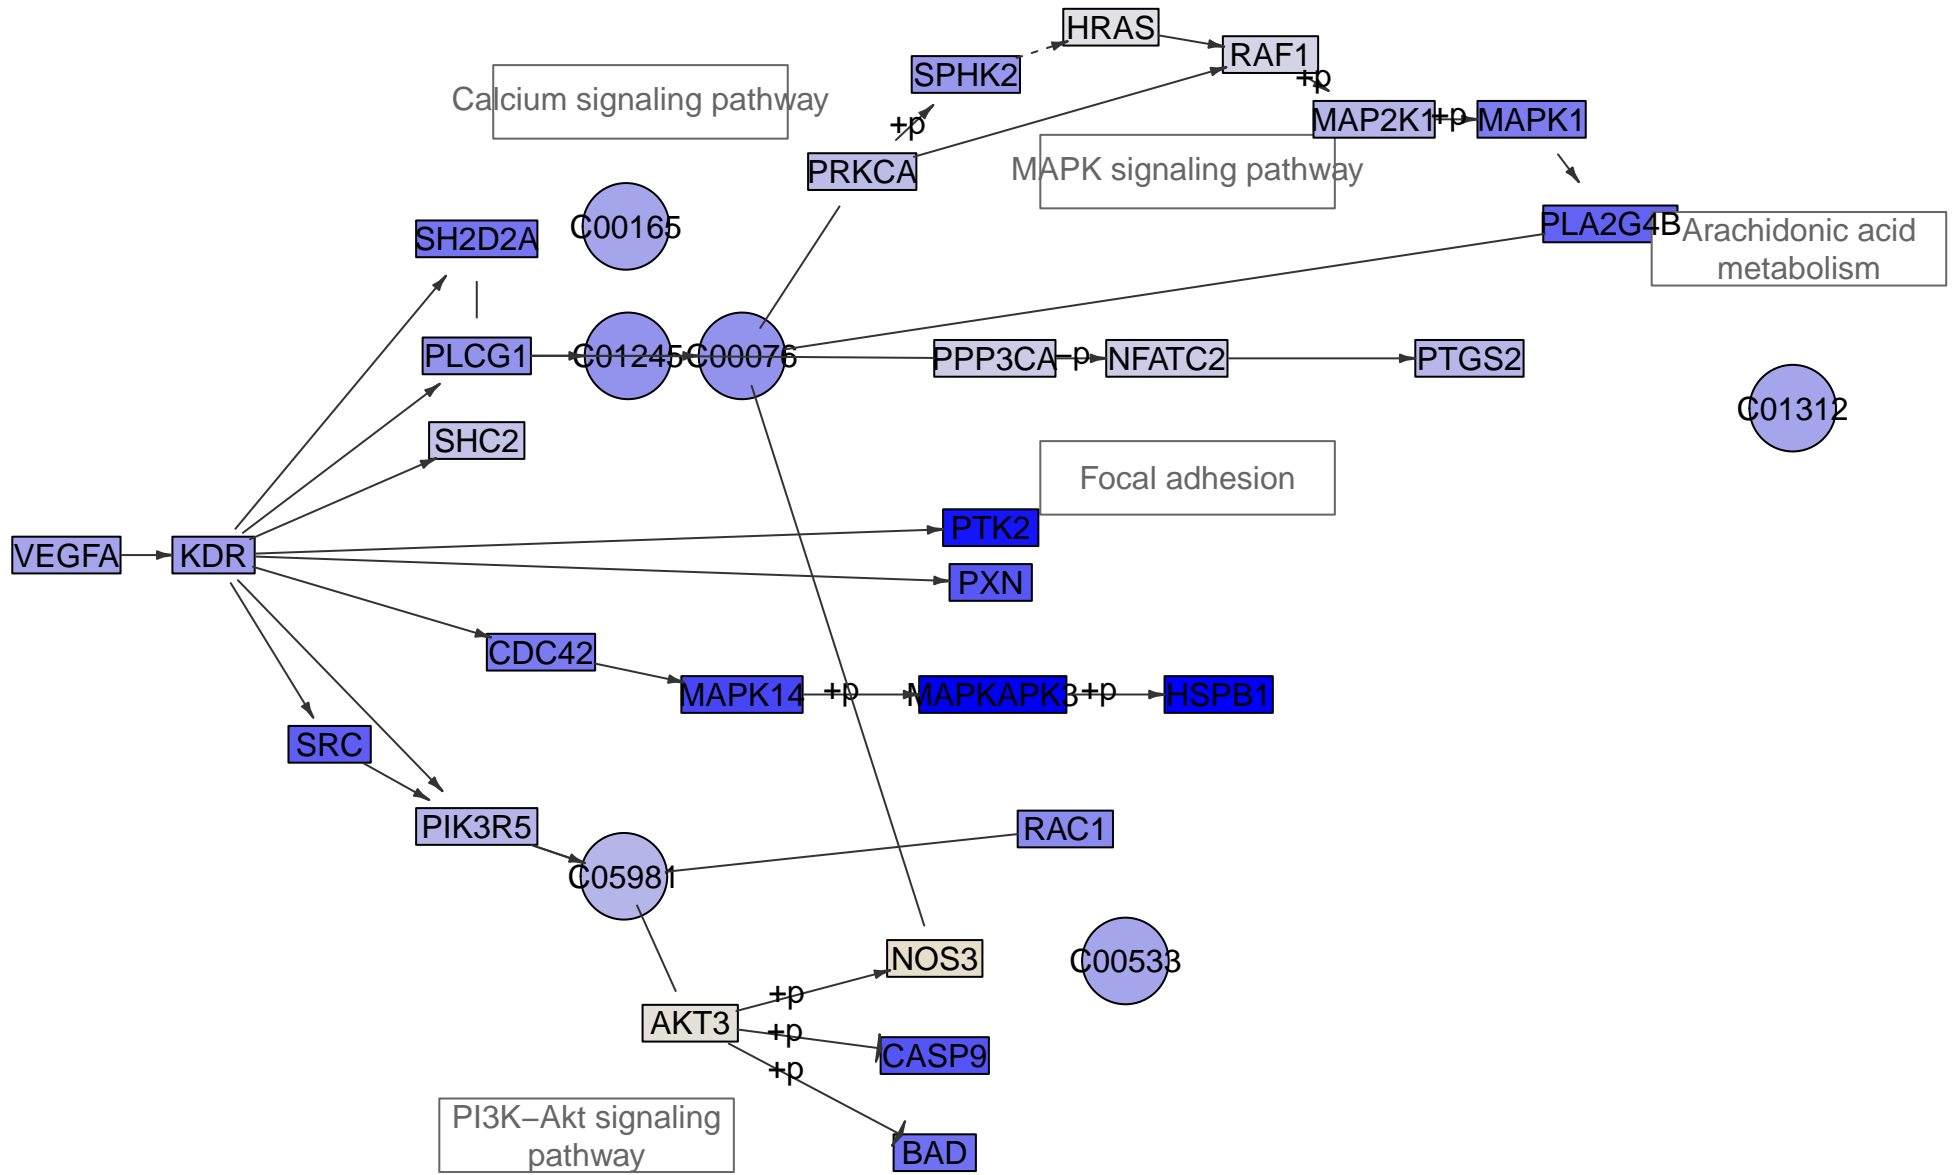 HRAS
RAF1
+p
SPHK2
Calcium signaling pathway
+p
MAP2K1
+p
MAPK1
PRKCA
MAPK signaling pathway
C00165
SH2D2A
PLA2G4B
Arachidonic acid
metabolism
PLCG1
C01245
C00076
PPP3CA
−p
NFATC2
PTGS2
C01312
SHC2
Focal adhesion
PTK2
VEGFA
KDR
PXN
CDC42
MAPK14
+p
MAPKAPK3
+p
HSPB1
SRC
PIK3R5
RAC1
C05981
NOS3
C00533
+p
AKT3
+p
CASP9
+p
PI3K−Akt signaling
pathway
BAD